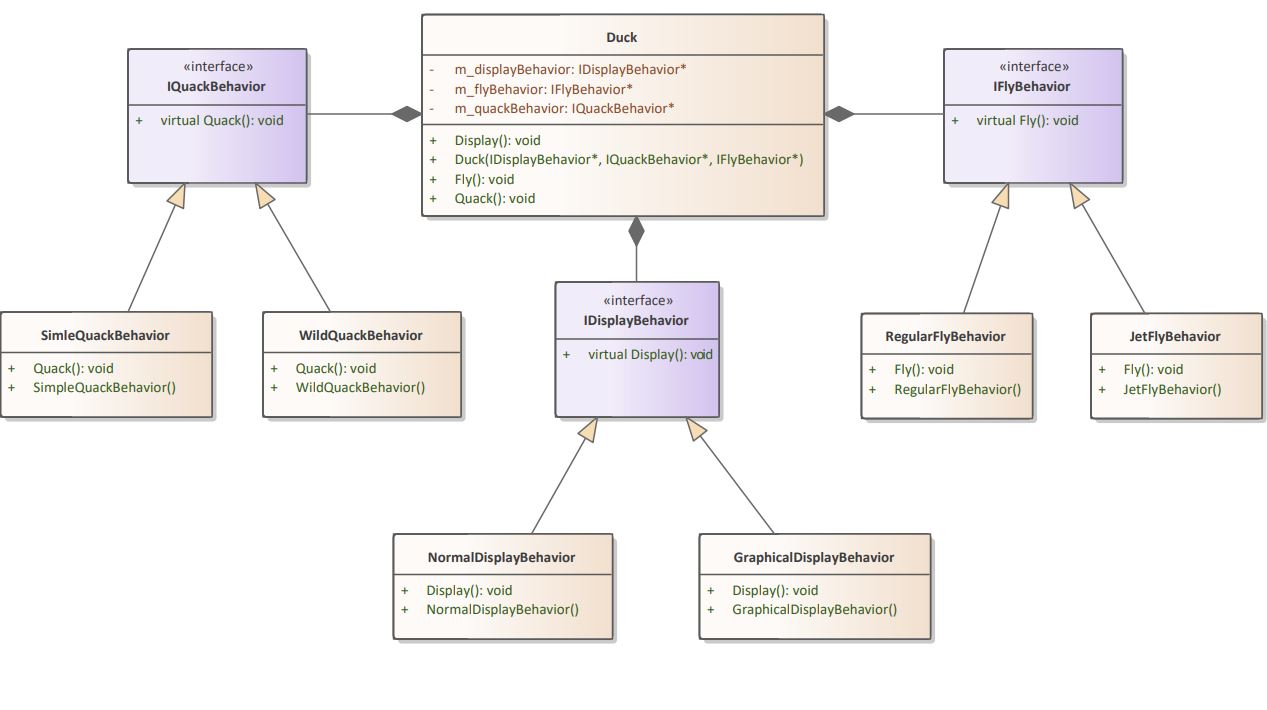 Duck
- m_displayBehavior: IDisplayBehavior*
- m_flyBehavior: IFlyBehavior*
- m_quackBehavior: IQuackBehavior*
+ Display(): void
+ Duck(IDisplayBehavior*, IQuackBehavior*, IFlyBehavior*)
+ Fly(): void
+ Quack(): void
«interface»
IQuackBehavior
+ virtual Quack(): void
«interface»
IFlyBehavior
+ virtual Fly(): void
«interface»
IDisplayBehavior
+ virtual Display(): void
SimleQuackBehavior
+ Quack(): void
+ SimpleQuackBehavior()
WildQuackBehavior
+ Quack(): void
+ WildQuackBehavior()
RegularFlyBehavior
+ Fly(): void
+ RegularFlyBehavior()
JetFlyBehavior
+ Fly(): void
+ JetFlyBehavior()
NormalDisplayBehavior
+ Display(): void
+ NormalDisplayBehavior()
GraphicalDisplayBehavior
+ Display(): void
+ GraphicalDisplayBehavior()